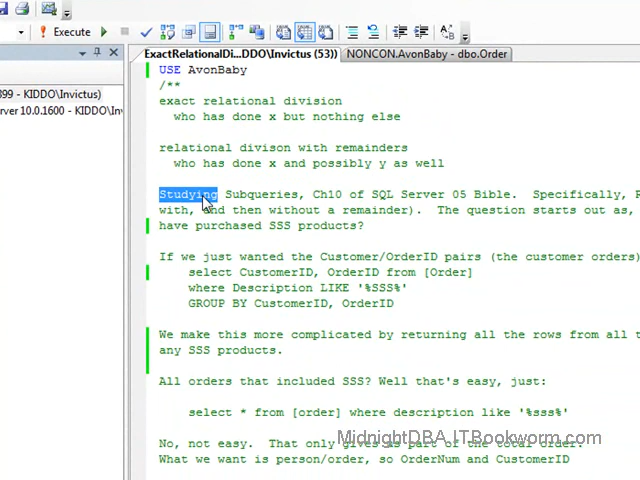 Execute
ExactRelationalDi...DDO\Invictus (53))
NONCON.AvonBaby - dbo.Order
399 - KIDDO\Invictus)
erver 10.0.1600 - KIDDO\Invictus)
USE AvonBaby
/**
exact relational division
who has done x but nothing else
relational divison with remainders
who has done x and possibly y as well
Studying Subqueries, Ch10 of SQL Server 05 Bible.  Specifically, R
with, and then without a remainder).  The question starts out as,
have purchased SSS products?
If we just wanted the Customer/OrderID pairs (the customer orders)
select CustomerID, OrderID from [Order]
where Description LIKE '%SSS%'
GROUP BY CustomerID, OrderID
We make this more complicated by returning all the rows from all t
any SSS products.
All orders that included SSS? Well that's easy, just:
select * from [order] where description like '%sss%'
No, not easy.  That only gives as part of the total order.
What we want is person/order, so OrderNum and CustomerID
MidnightDBA.ITBookworm.com